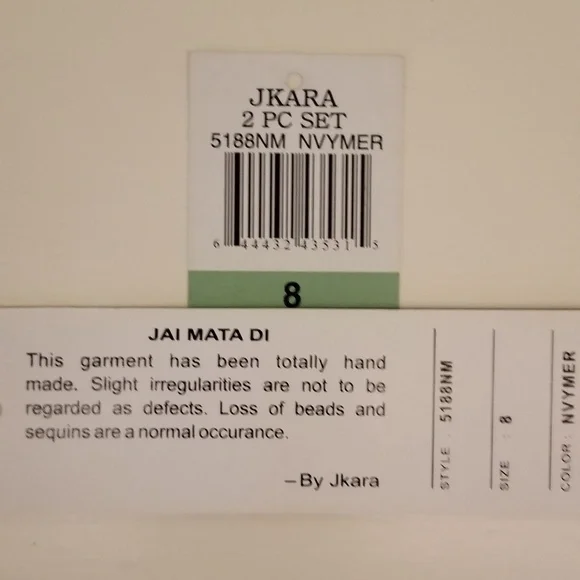 JKARA
2 PC SET
5188NM NVYMER
6 44432 43531 5
8
JAI MATA DI
This garment has been totally hand
made. Slight irregularities are not to be
regarded as defects. Loss of beads and
sequins are a normal occurance.
–By Jkara
STYLE : 5188NM
SIZE : 8
COLOR : NVYMER